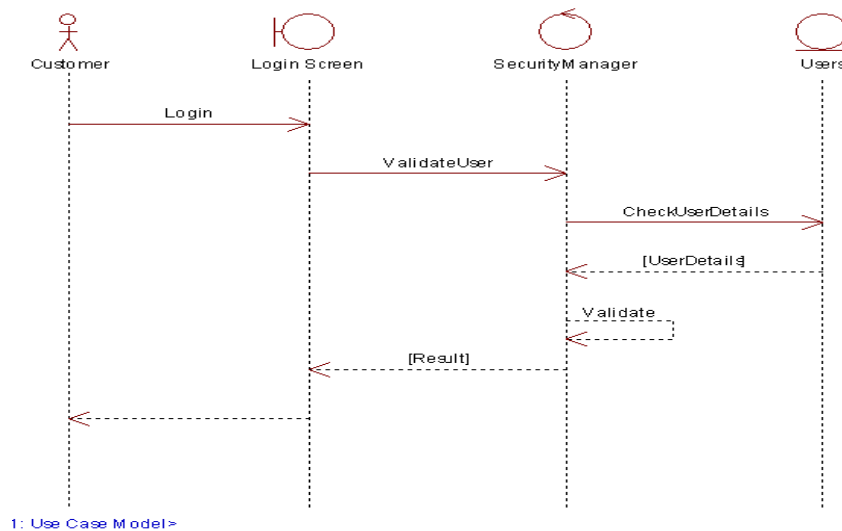 Customer
Login Screen
SecurityManager
Users
Login
ValidateUser
CheckUserDetails
[UserDetails]
Validate
[Result]
1: Use Case Model>